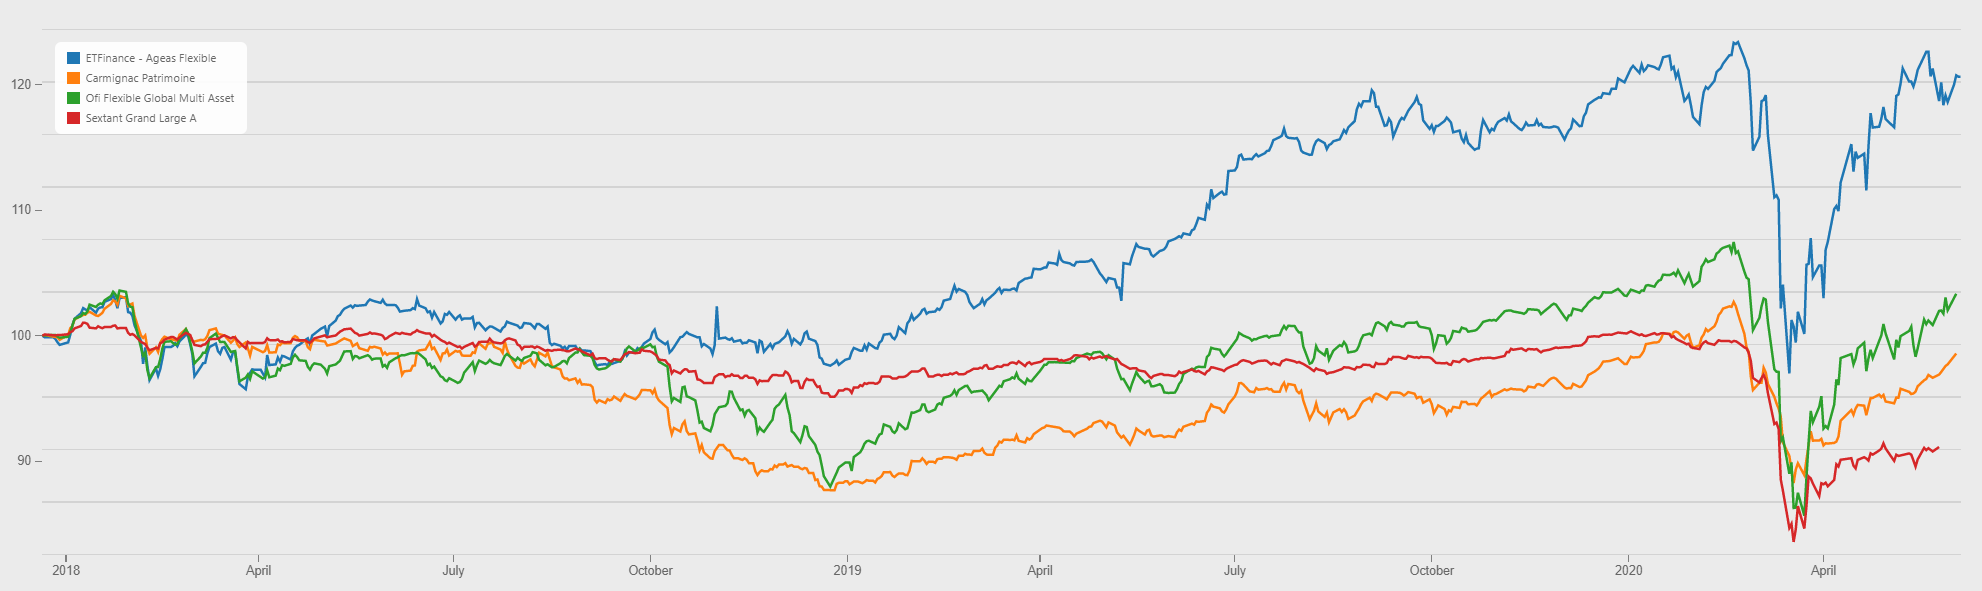 ETFinance - Ageas Flexible
Carmignac Patrimoine
Ofi Flexible Global Multi Asset
Sextant Grand Large A
120
110
100
90
2018 April July October 2019 April July October 2020 April